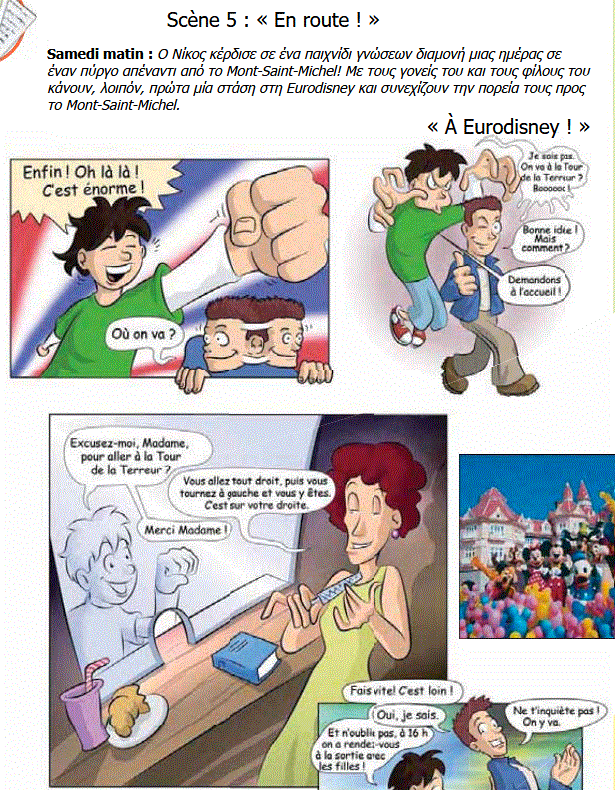 Scène 5 : « En route ! »
Samedi matin : Ο Νίκος κέρδισε σε ένα παιχνίδι γνώσεων διαμονή μιας ημέρας σε
έναν πύργο απέναντι από το Mont-Saint-Michel! Με τους γονείς του και τους φίλους του
κάνουν, λοιπόν, πρώτα μία στάση στη Eurodisney και συνεχίζουν την πορεία τους προς
το Mont-Saint-Michel.
« À Eurodisney ! »
Enfin ! Oh là là !
C'est énorme !
Où on va ?
Je sais pas.
On va à la Tour
de la Terreur ?
Booooo !
Bonne idée !
Mais
comment ?
Demandons
à l'accueil !
Excusez-moi, Madame,
pour aller à la Tour
de la Terreur ?
Vous allez tout droit, puis vous
tournez à gauche et vous y êtes.
C'est sur votre droite.
Merci Madame !
Fais vite! C'est loin !
Oui, je sais.
Ne t'inquiète pas !
On y va.
Et n'oublie pas, à 16 h
on a rendez-vous
à la sortie avec
les filles !